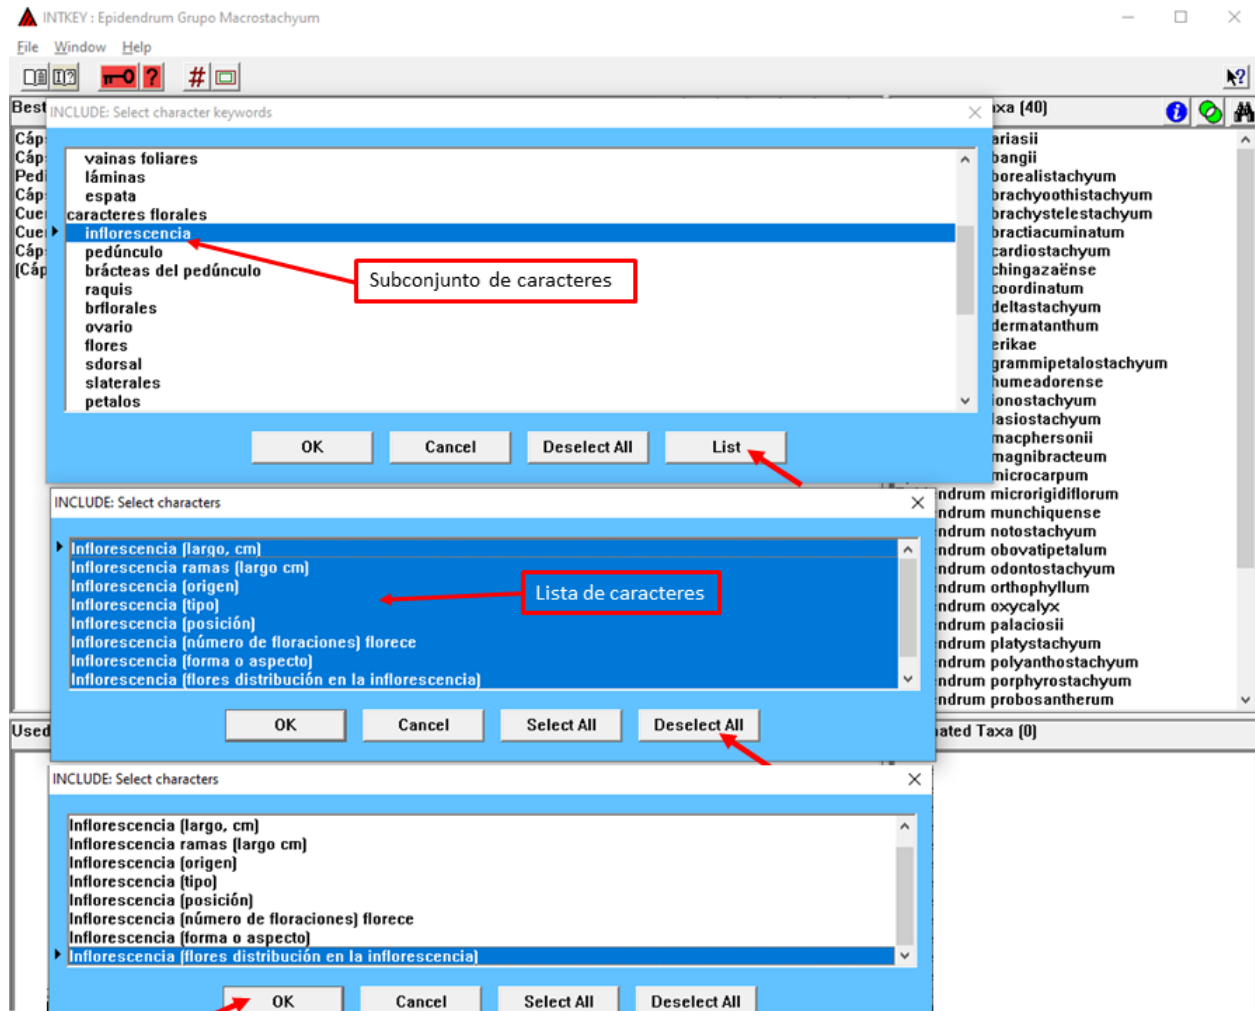 INTKEY : Epidendrum Grupo Macrostachyum
File Window Help
Best
INCLUDE: Select character keywords
vainas foliares
láminas
espata
caracteres florales
inflorescencia
pedúnculo
brácteas del pedúnculo
raquis
brflorales
ovario
flores
sdorsal
slaterales
petalos
Subconjunto de caracteres
OK Cancel Deselect All List
Cáp
Cáp
Pedi
Cáp
Cue
Cue
Cáp
(Cáp
xa (40)
ariasii
bangii
borealistachyum
brachyoothistachyum
brachystelestachyum
bractiacuminatum
cardiostachyum
chingazaënse
coordinatum
deltastachyum
dermatanthum
erikae
grammipetalostachyum
humeadorense
ionostachyum
lasiostachyum
macphersonii
magnibracteum
microcarpum
ndrum microrigidiflorum
ndrum munchiquense
ndrum notostachyum
ndrum obovatipetalum
ndrum odontostachyum
ndrum orthophyllum
ndrum oxycalyx
ndrum palaciosii
ndrum platystachyum
ndrum polyanthostachyum
ndrum porphyrostachyum
ndrum probosantherum
INCLUDE: Select characters
Inflorescencia (largo, cm)
Inflorescencia ramas (largo cm)
Inflorescencia (origen)
Inflorescencia (tipo)
Inflorescencia (posición)
Inflorescencia (número de floraciones) florece
Inflorescencia (forma o aspecto)
Inflorescencia (flores distribución en la inflorescencia)
Lista de caracteres
OK Cancel Select All Deselect All
Used
ated Taxa (0)
INCLUDE: Select characters
Inflorescencia (largo, cm)
Inflorescencia ramas (largo cm)
Inflorescencia (origen)
Inflorescencia (tipo)
Inflorescencia (posición)
Inflorescencia (número de floraciones) florece
Inflorescencia (forma o aspecto)
Inflorescencia (flores distribución en la inflorescencia)
OK Cancel Select All Deselect All